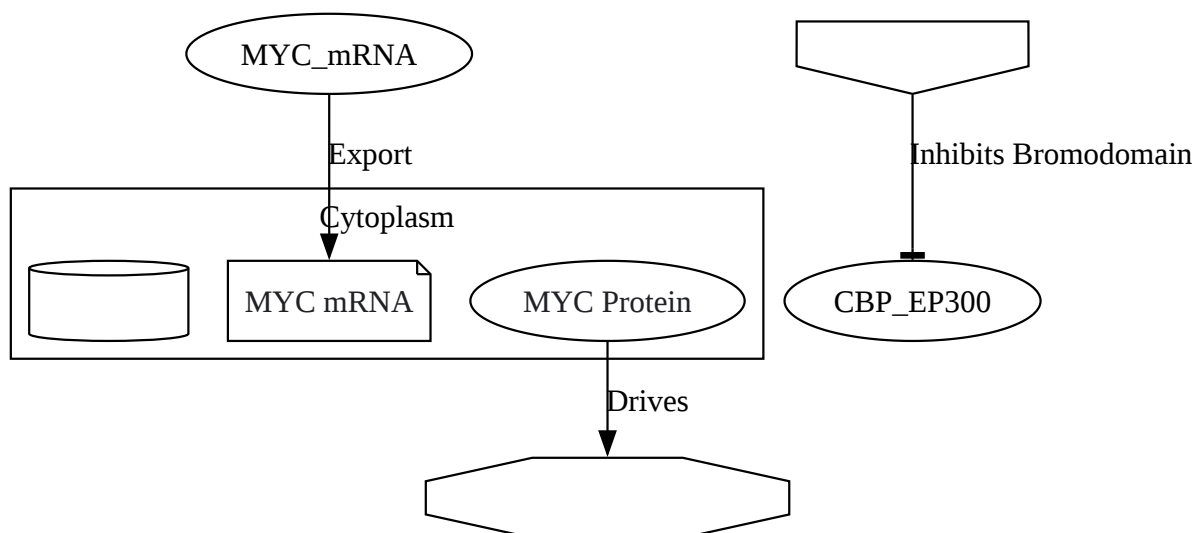 MYC_mRNA
Export
Inhibits Bromodomain
Cytoplasm
MYC mRNA
MYC Protein
CBP_EP300
Drives